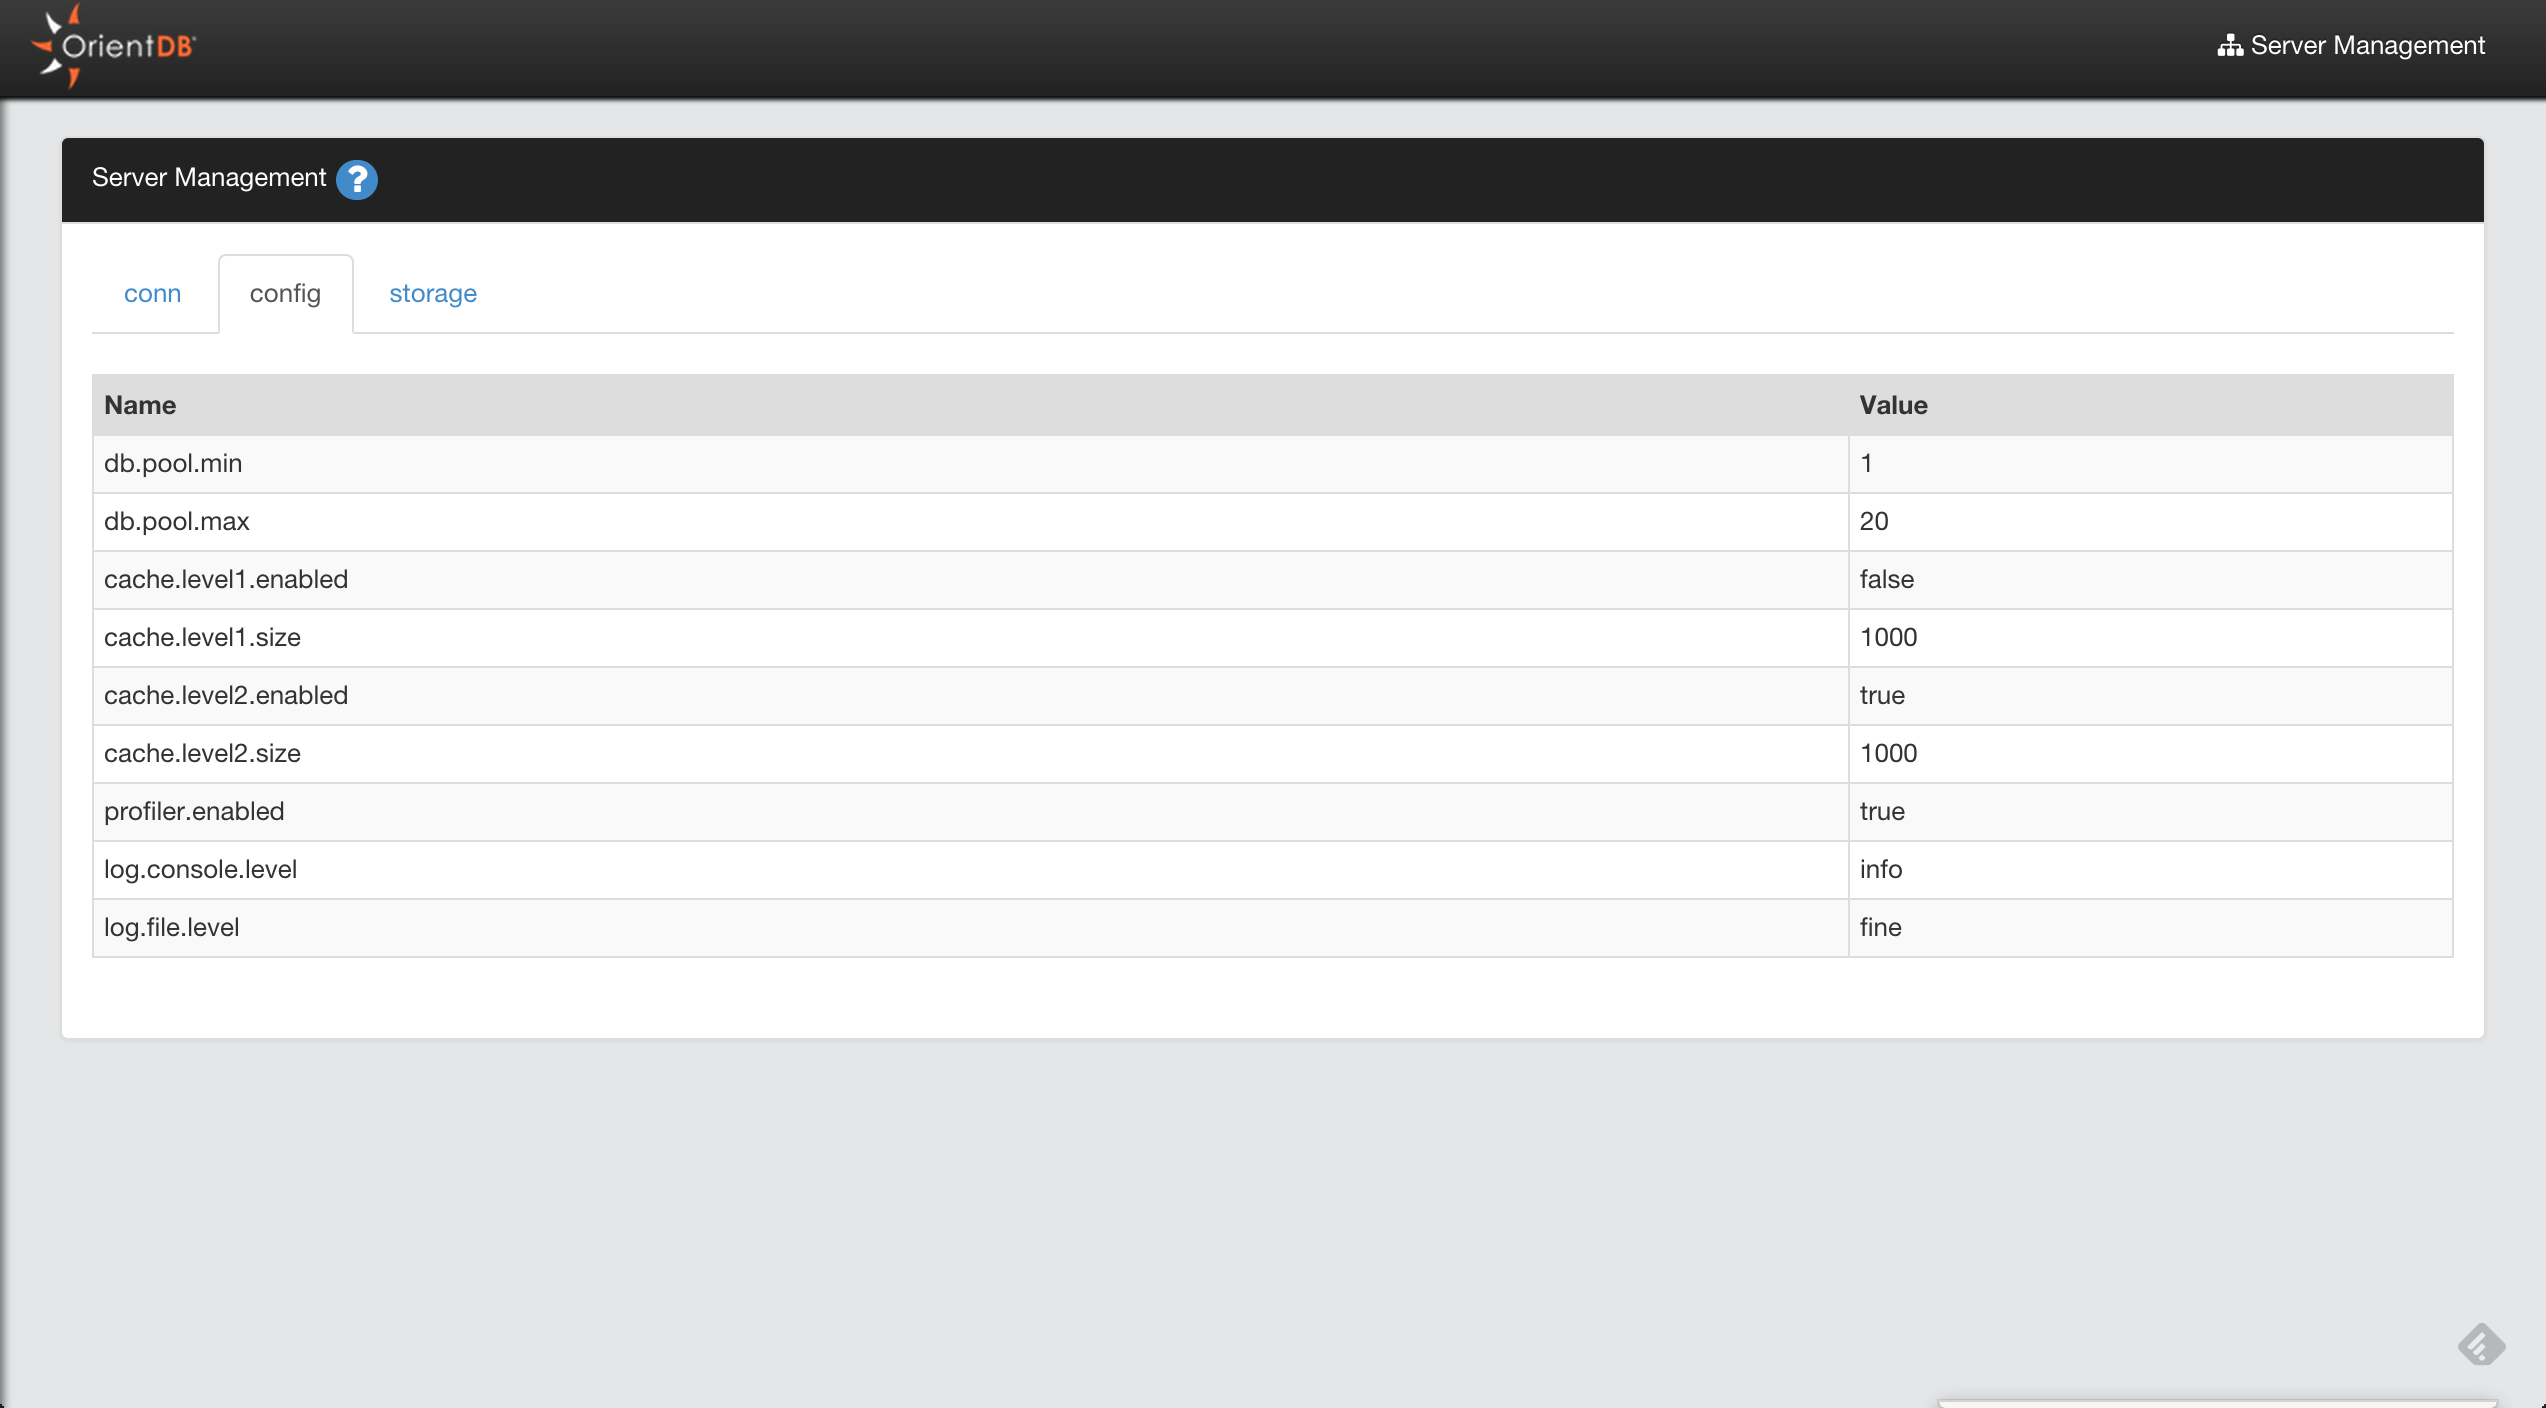 OrientDB
Server Management
Server Management ?
conn config storage
Name Value
db.pool.min 1
db.pool.max 20
cache.level1.enabled false
cache.level1.size 1000
cache.level2.enabled true
cache.level2.size 1000
profiler.enabled true
log.console.level info
log.file.level fine